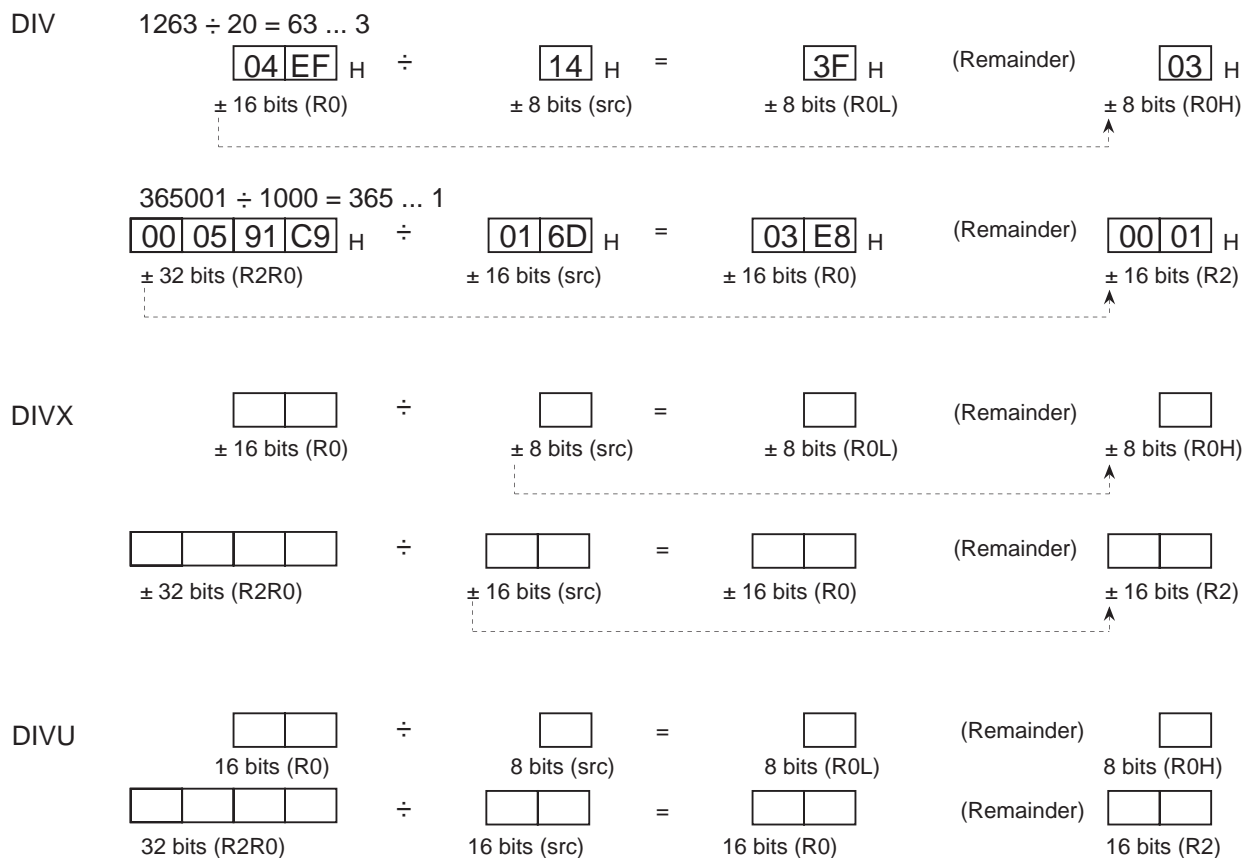 DIV 1263 ÷ 20 = 63 ... 3
04 EF H ÷ 14 H = 3F H (Remainder) 03 H
± 16 bits (R0) ± 8 bits (src) ± 8 bits (R0L) ± 8 bits (R0H)
365001 ÷ 1000 = 365 ... 1
00 05 91 C9 H ÷ 01 6D H = 03 E8 H (Remainder) 00 01 H
± 32 bits (R2R0) ± 16 bits (src) ± 16 bits (R0) ± 16 bits (R2)
DIVX ÷ = (Remainder)
± 16 bits (R0) ± 8 bits (src) ± 8 bits (R0L) ± 8 bits (R0H)
÷ = (Remainder)
± 32 bits (R2R0) ± 16 bits (src) ± 16 bits (R0) ± 16 bits (R2)
DIVU ÷ = (Remainder)
16 bits (R0) 8 bits (src) 8 bits (R0L) 8 bits (R0H)
÷ = (Remainder)
32 bits (R2R0) 16 bits (src) 16 bits (R0) 16 bits (R2)